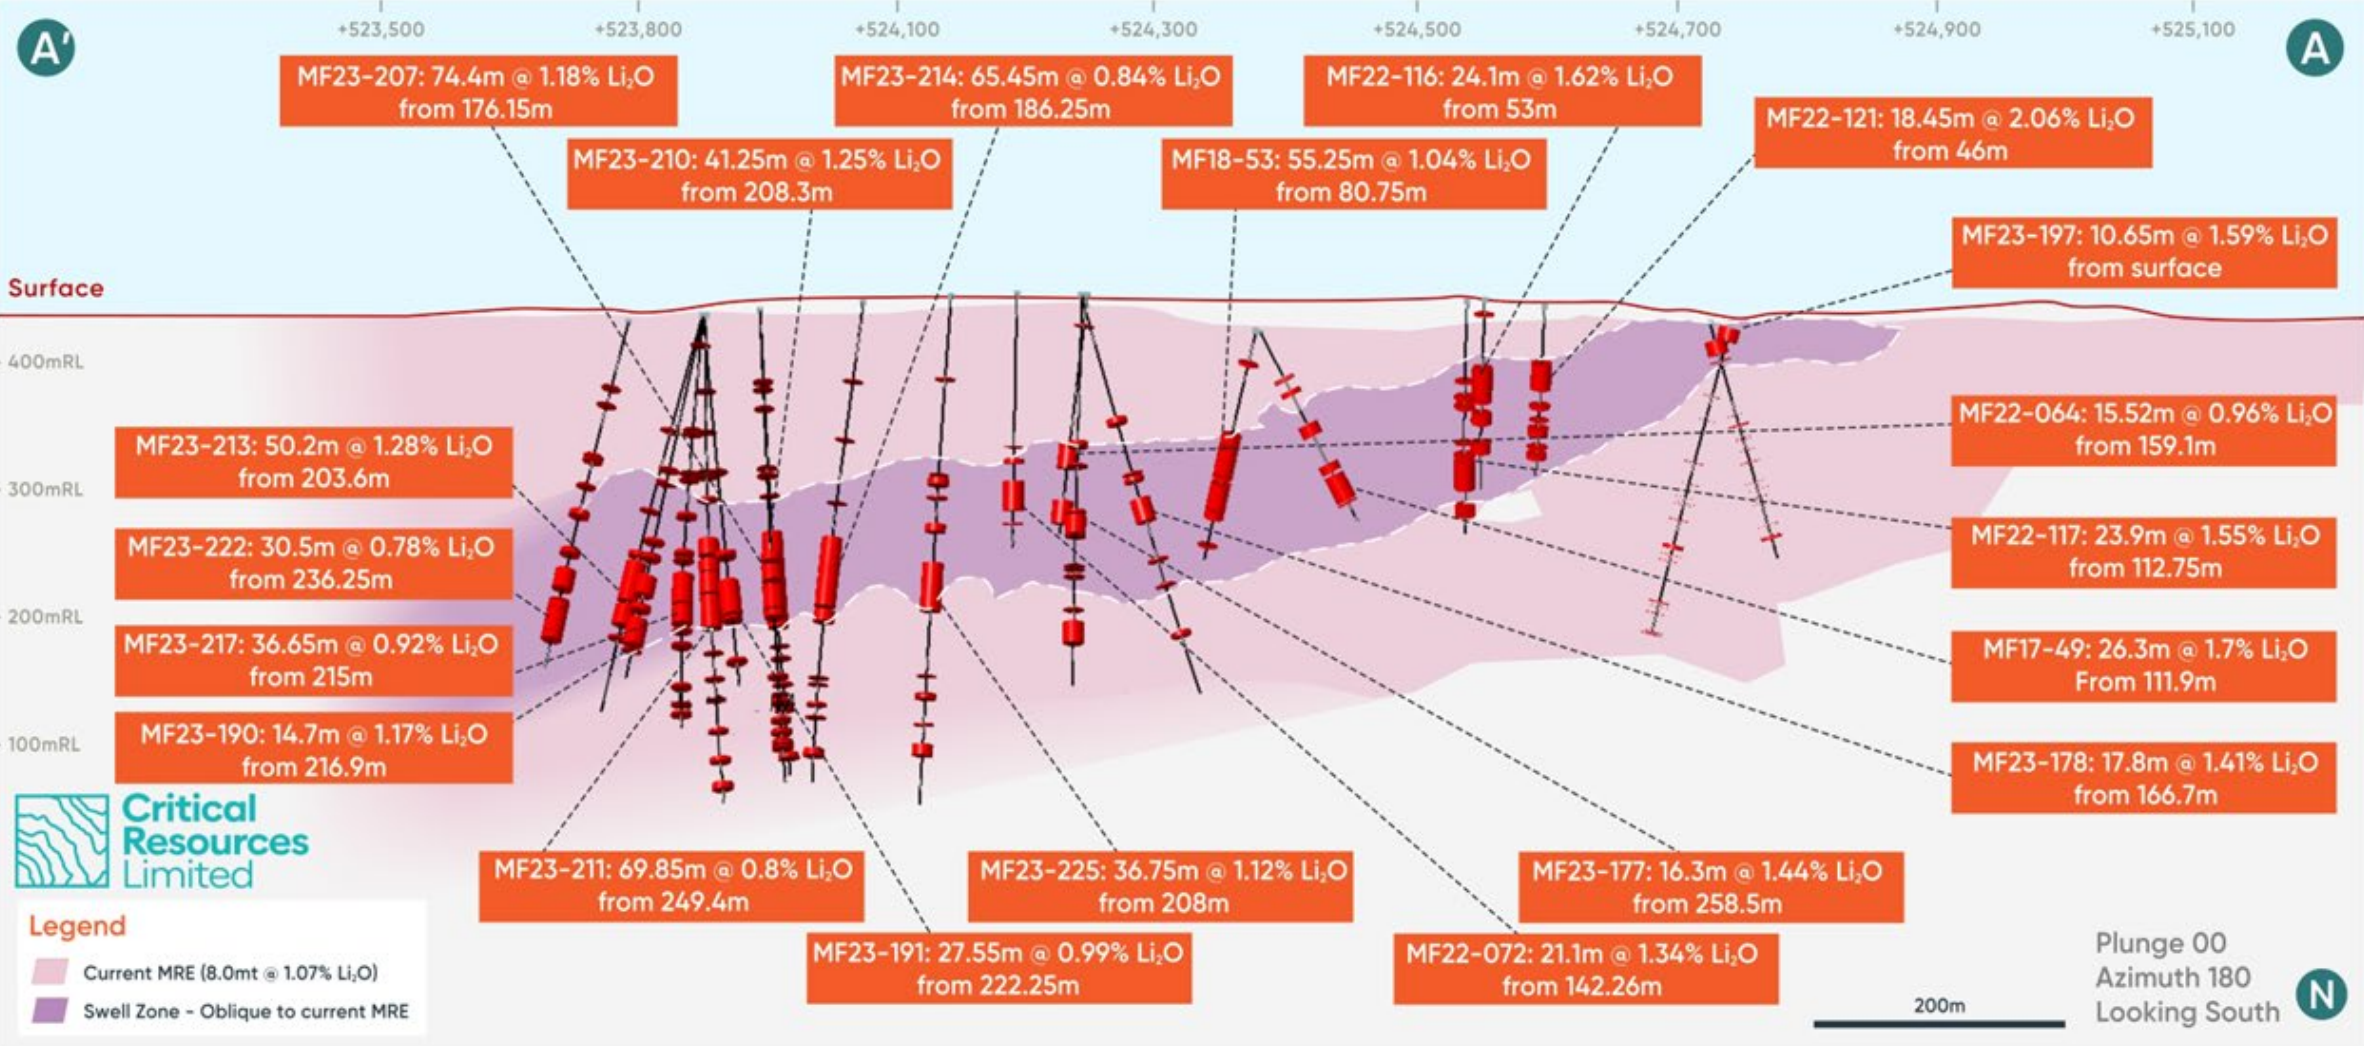 A'
+523,500
+523,800
+524,100
+524,300
+524,500
+524,700
+524,900
+525,100
A
MF23-207: 74.4m @ 1.18% Li₂O
from 176.15m
MF23-214: 65.45m @ 0.84% Li₂O
from 186.25m
MF22-116: 24.1m @ 1.62% Li₂O
from 53m
MF22-121: 18.45m @ 2.06% Li₂O
from 46m
MF23-210: 41.25m @ 1.25% Li₂O
from 208.3m
MF18-53: 55.25m @ 1.04% Li₂O
from 80.75m
MF23-197: 10.65m @ 1.59% Li₂O
from surface
Surface
400mRL
300mRL
200mRL
100mRL
MF23-213: 50.2m @ 1.28% Li₂O
from 203.6m
MF23-222: 30.5m @ 0.78% Li₂O
from 236.25m
MF23-217: 36.65m @ 0.92% Li₂O
from 215m
MF23-190: 14.7m @ 1.17% Li₂O
from 216.9m
MF22-064: 15.52m @ 0.96% Li₂O
from 159.1m
MF22-117: 23.9m @ 1.55% Li₂O
from 112.75m
MF17-49: 26.3m @ 1.7% Li₂O
From 111.9m
MF23-178: 17.8m @ 1.41% Li₂O
from 166.7m
MF23-211: 69.85m @ 0.8% Li₂O
from 249.4m
MF23-225: 36.75m @ 1.12% Li₂O
from 208m
MF23-177: 16.3m @ 1.44% Li₂O
from 258.5m
MF23-191: 27.55m @ 0.99% Li₂O
from 222.25m
MF22-072: 21.1m @ 1.34% Li₂O
from 142.26m
Critical
Resources
Limited
Legend
Current MRE (8.0mt @ 1.07% Li₂O)
Swell Zone - Oblique to current MRE
200m
Plunge 00
Azimuth 180
Looking South
N